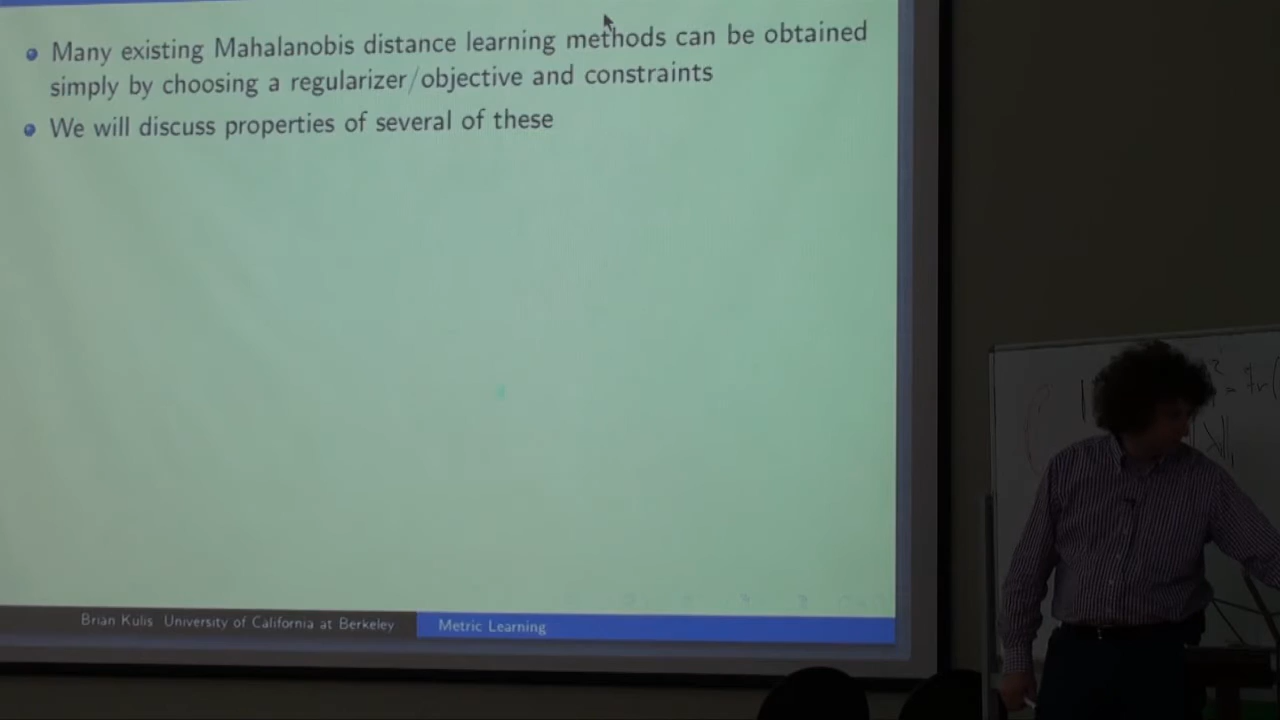 Many existing Mahalanobis distance learning methods can be obtained
simply by choosing a regularizer/objective and constraints
We will discuss properties of several of these
Brian Kulis University of California at Berkeley
Metric Learning